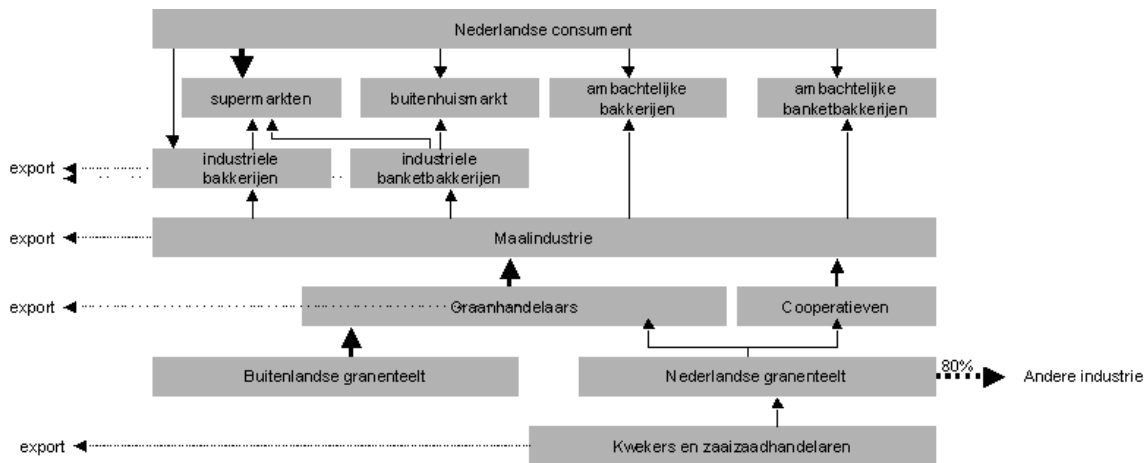 Nederlandse consument
supermarkten
buitenhuismarkt
ambachtelijke
bakkerijen
ambachtelijke
banketbakkerijen
export
industriele
bakkerijen
industriele
banketbakkerijen
export
Maalindustrie
export
Graanhandelaars
Cooperatieven
Buitenlandse granenteelt
Nederlandse granenteelt
80%
Andere industrie
export
Kwekers en zaaizaadhandelaren